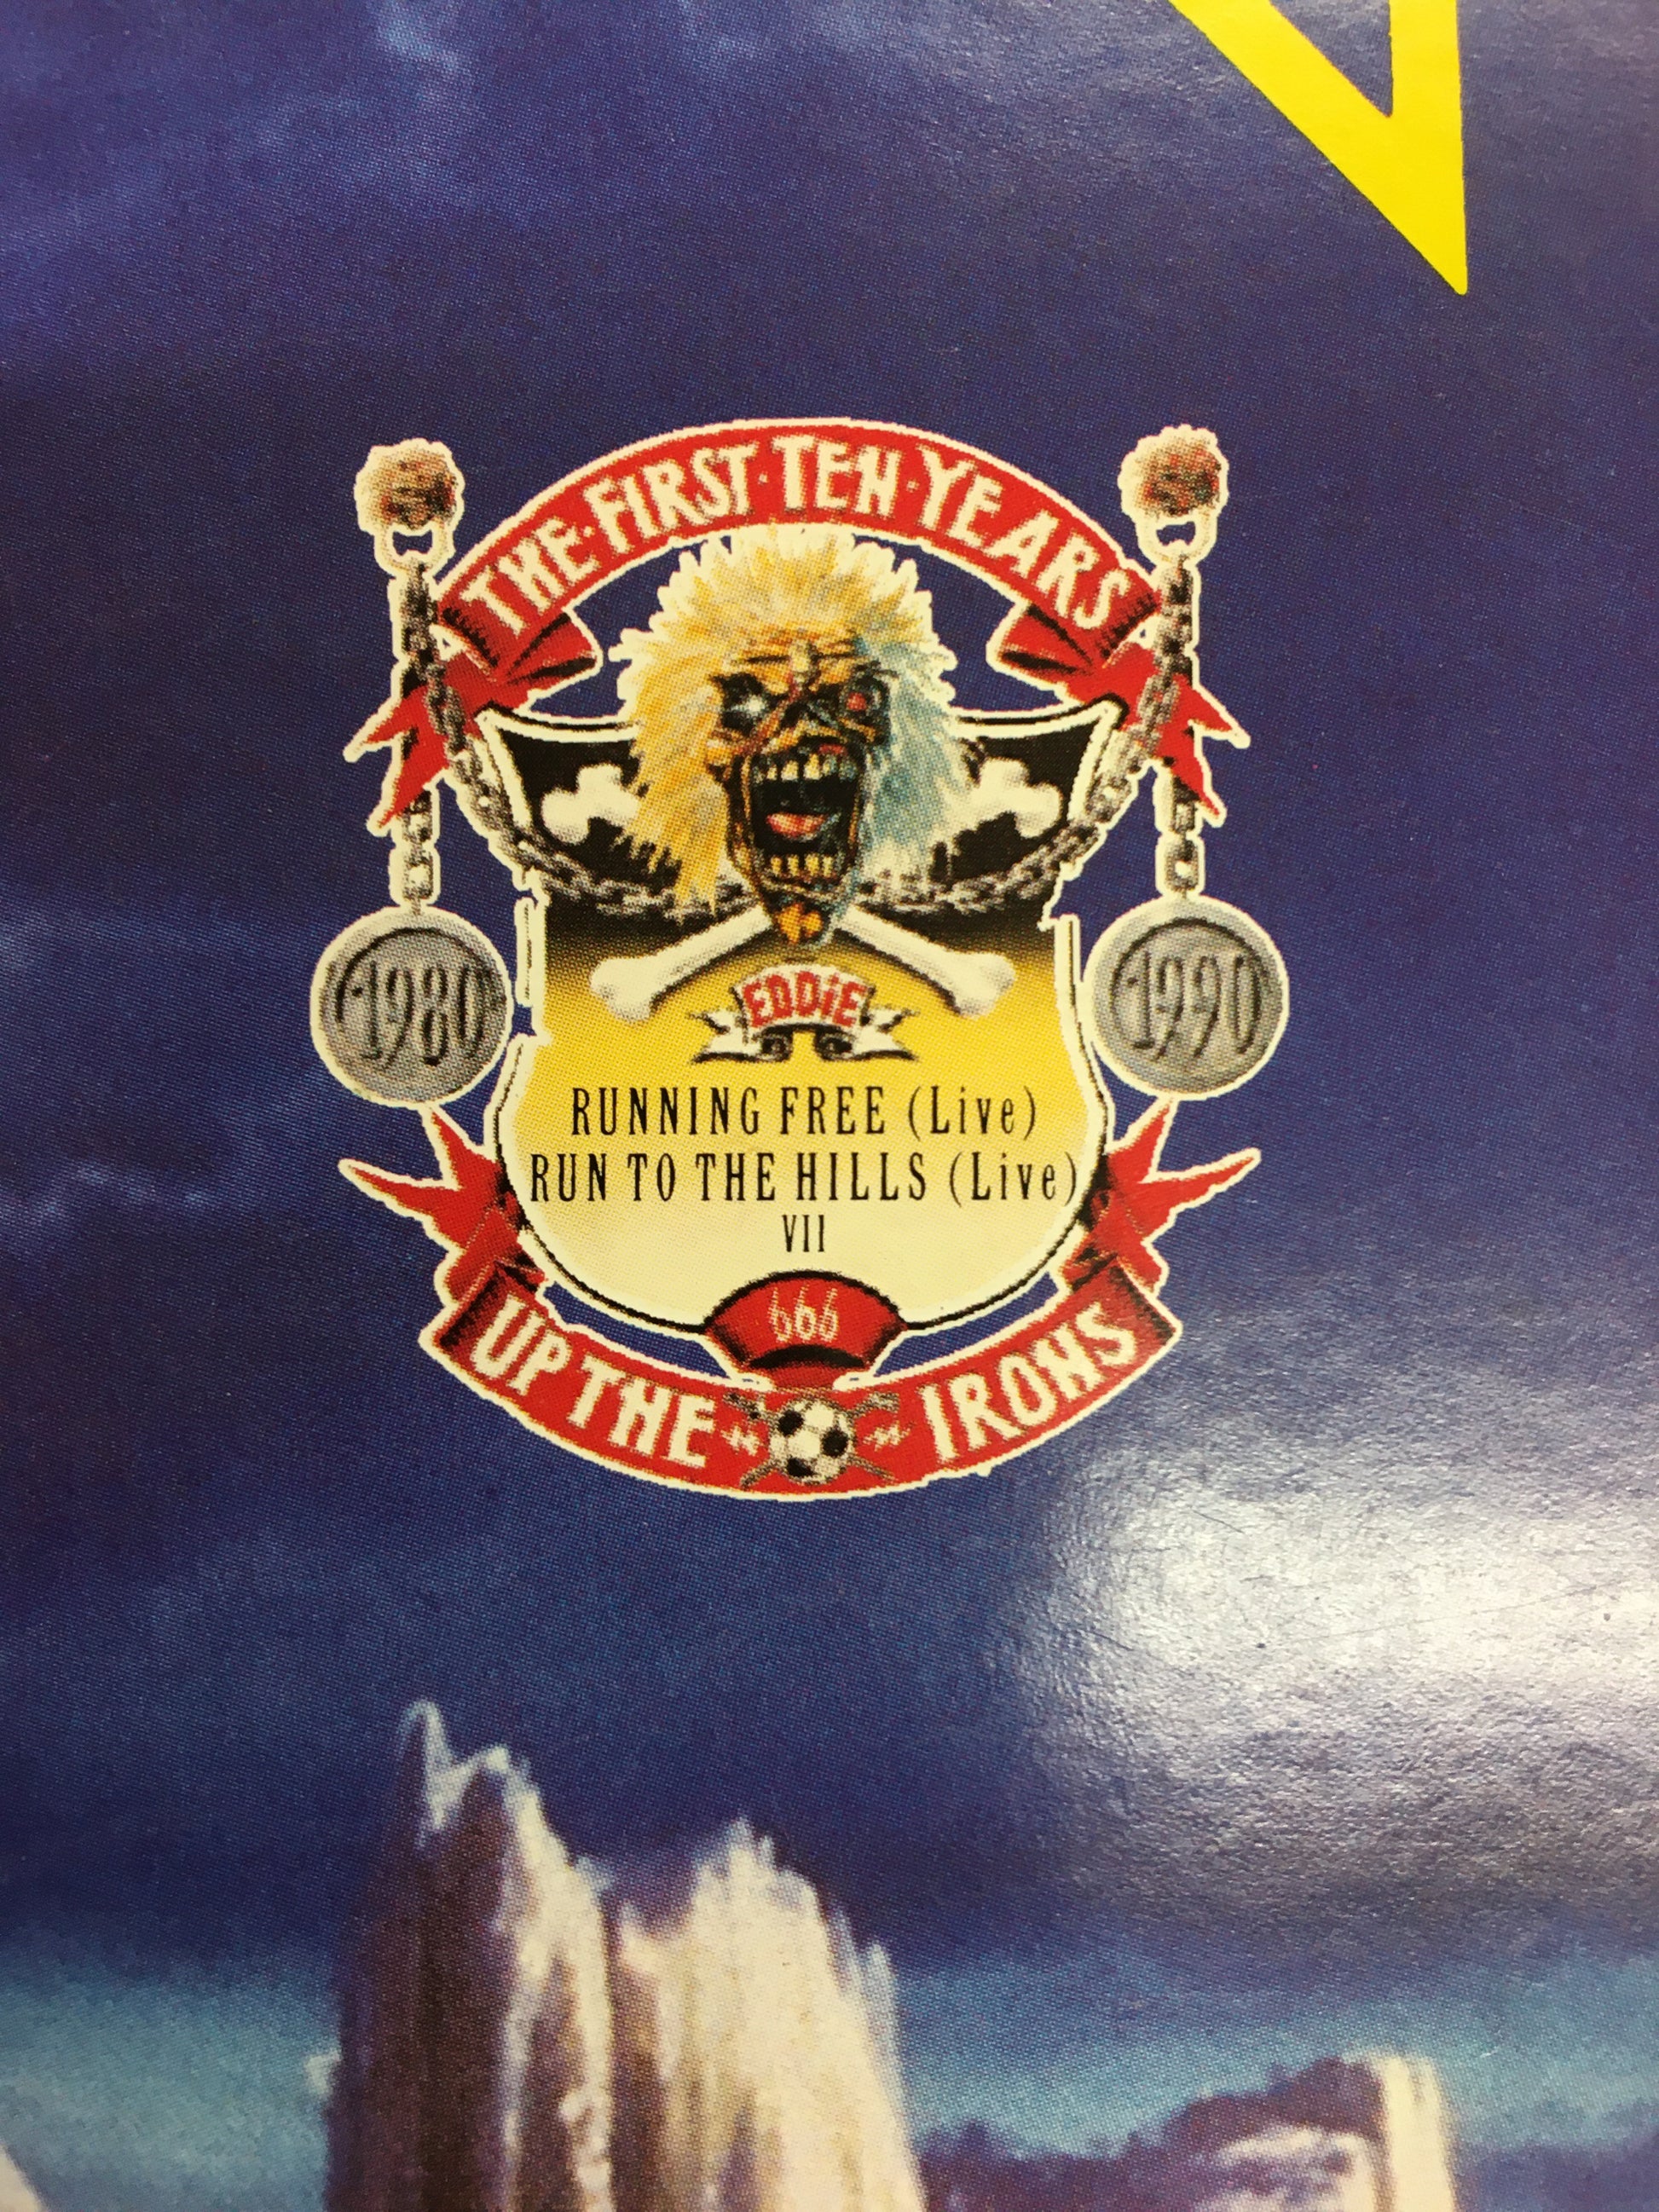 THE·FIRST·TEN·YEARS
1980
1990
EDDIE
RUNNING FREE (Live)
RUN TO THE HILLS (Live)
VII
666
UP THE IRONS